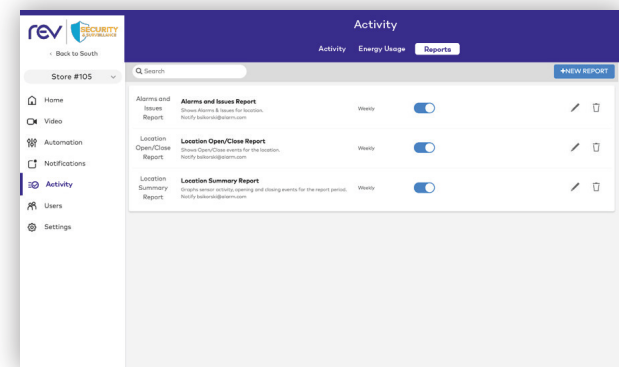 rev
SECURITY
& SURVEILLANCE
‹ Back to South
Store #105
Home
Video
Automation
Notifications
Activity
Users
Settings
Activity
Activity Energy Usage Reports
Search
+NEW REPORT
Alarms and
Issues
Report
Alarms and Issues Report
Shows Alarms & Issues for location.
Notify bsikorski@alarm.com
Weekly
Location
Open/Close
Report
Location Open/Close Report
Shows Open/Close events for the location.
Notify bsikorski@alarm.com
Weekly
Location
Summary
Report
Location Summary Report
Graphs sensor activity, opening and closing events for the report period.
Notify bsikorski@alarm.com
Weekly